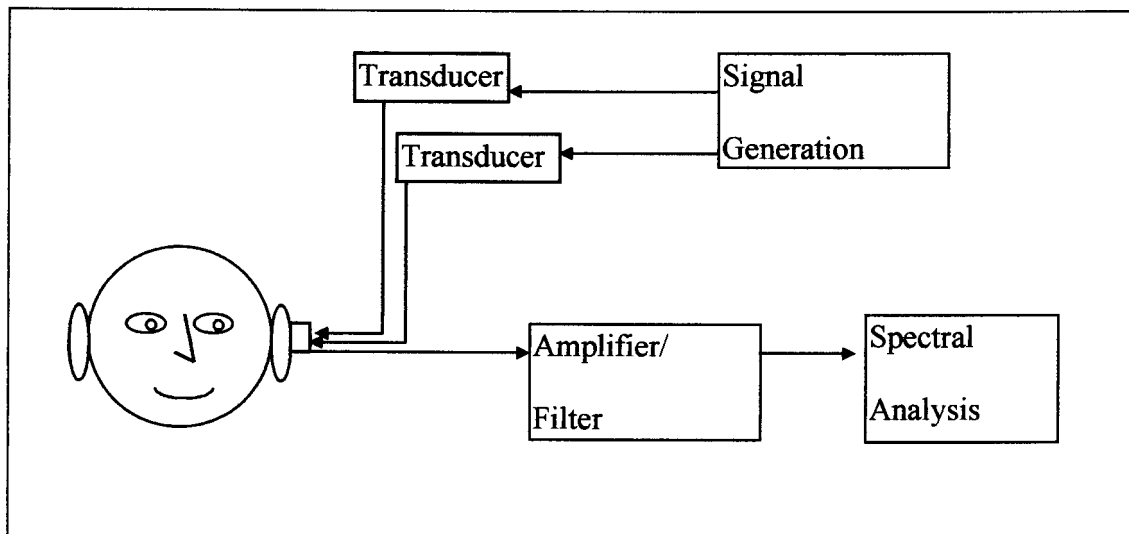 Transducer
Signal
Generation
Transducer
Amplifier/
Filter
Spectral
Analysis